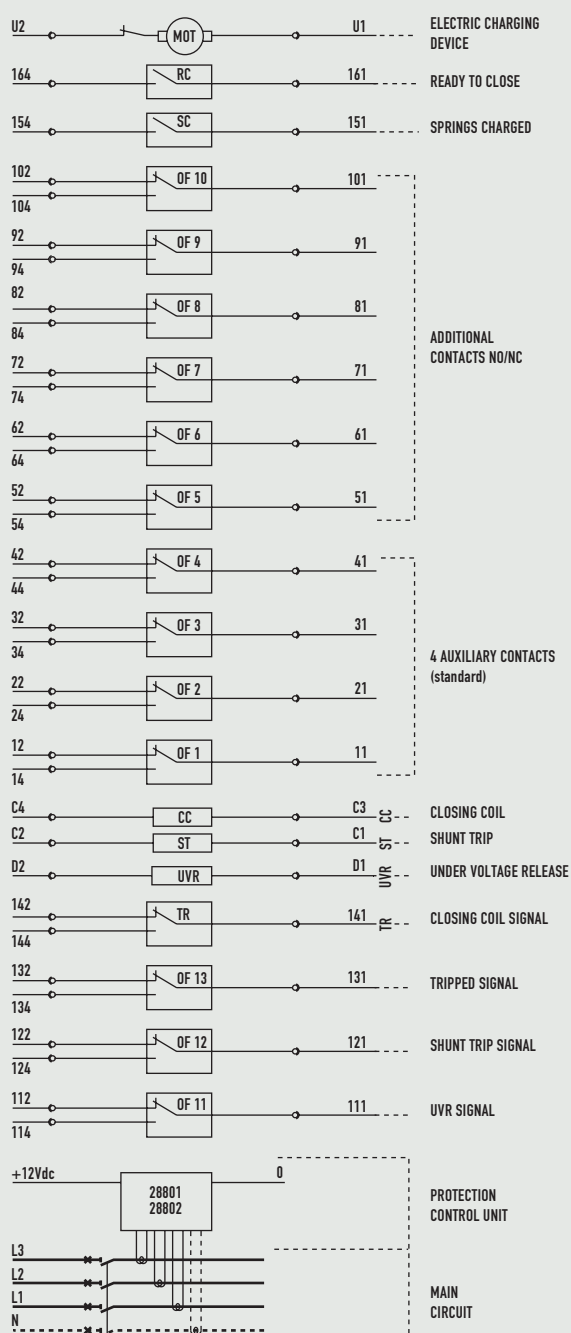 U2 MOT U1 ELECTRIC CHARGING
DEVICE
164 RC 161 READY TO CLOSE
154 SC 151 SPRINGS CHARGED
102 OF 10 101
104
92 OF 9 91
94
82 OF 8 81
84
ADDITIONAL
CONTACTS NO/NC
72 OF 7 71
74
62 OF 6 61
64
52 OF 5 51
54
42 OF 4 41
44
32 OF 3 31
34
4 AUXILIARY CONTACTS
(standard)
22 OF 2 21
24
12 OF 1 11
14
C4 CC C3 CC CLOSING COIL
C2 ST C1 ST SHUNT TRIP
D2 UVR D1 UVR UNDER VOLTAGE RELEASE
142 TR 141 TR CLOSING COIL SIGNAL
144
132 OF 13 131 TRIPPED SIGNAL
134
122 OF 12 121 SHUNT TRIP SIGNAL
124
112 OF 11 111 UVR SIGNAL
114
+12Vdc 0
28801
28802
PROTECTION
CONTROL UNIT
L3
L2
L1
N
MAIN
CIRCUIT